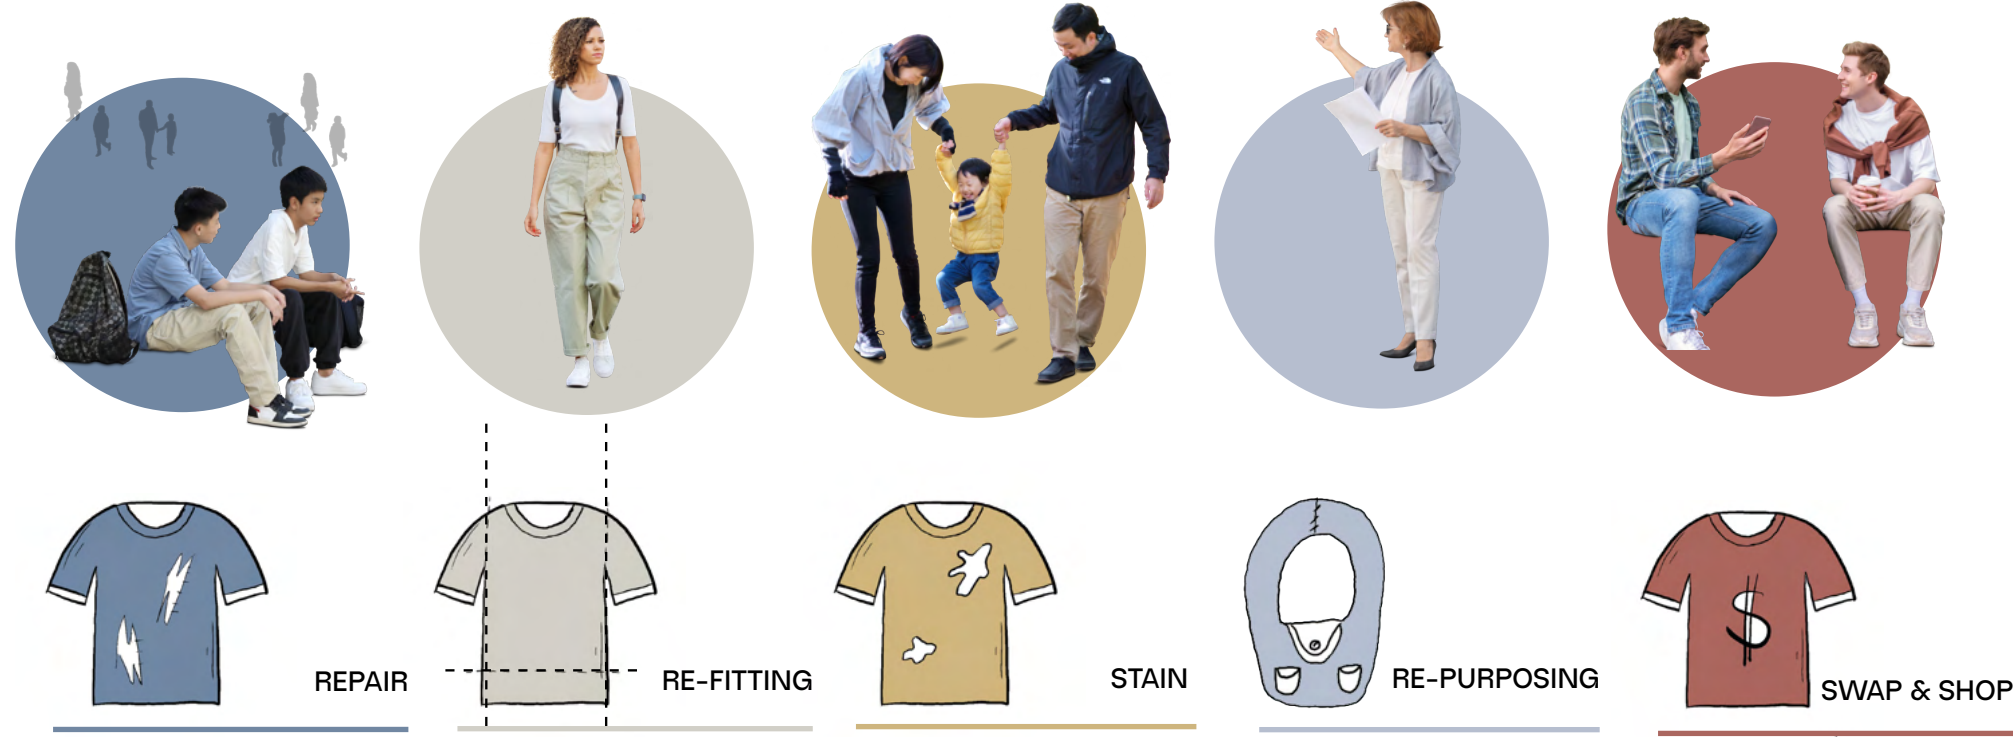 REPAIR
RE-FITTING
STAIN
RE-PURPOSING
SWAP & SHOP
$